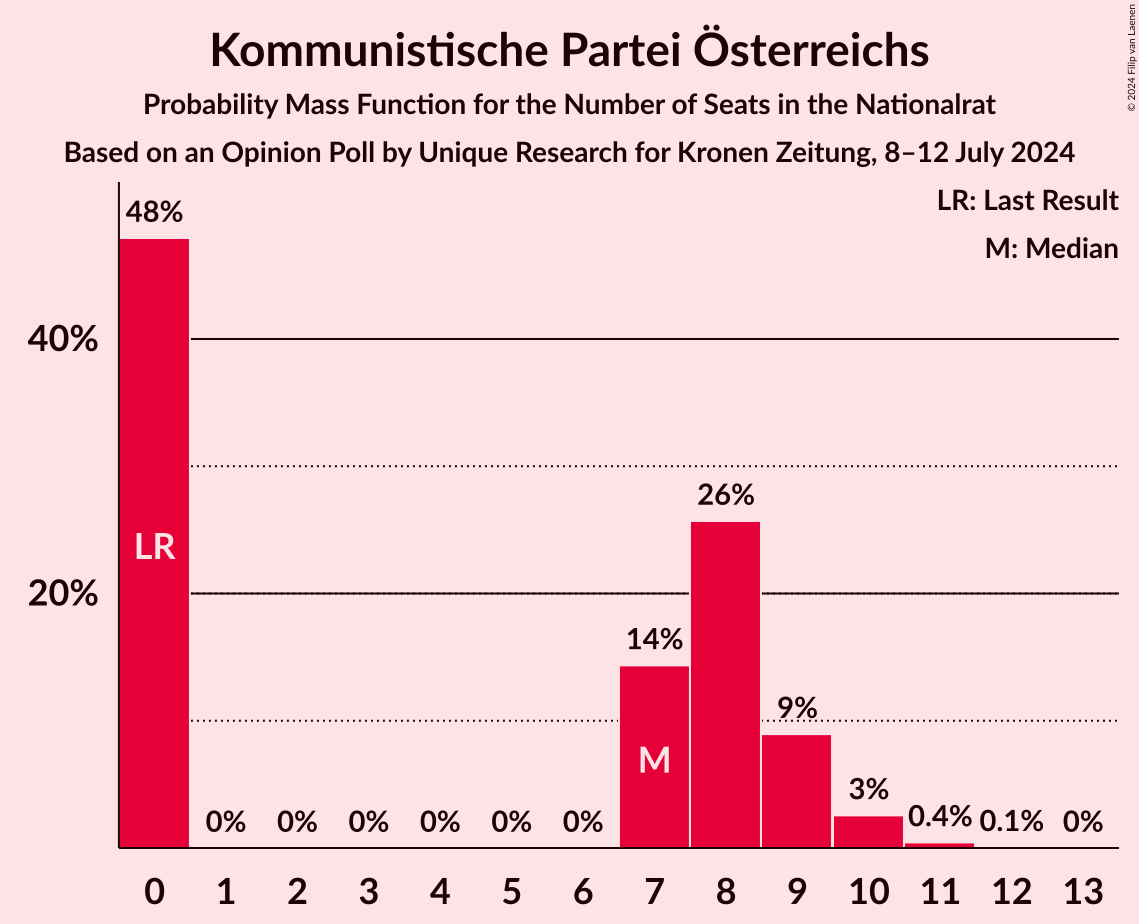 Kommunistische Partei Österreichs
Probability Mass Function for the Number of Seats in the Nationalrat
Based on an Opinion Poll by Unique Research for Kronen Zeitung, 8–12 July 2024
© 2024 Filip van Laenen
LR: Last Result
M: Median
48%
40%
26%
LR
20%
14%
9%
M
3%
0% 0% 0% 0% 0% 0% 0.4% 0.1% 0%
0 1 2 3 4 5 6 7 8 9 10 11 12 13